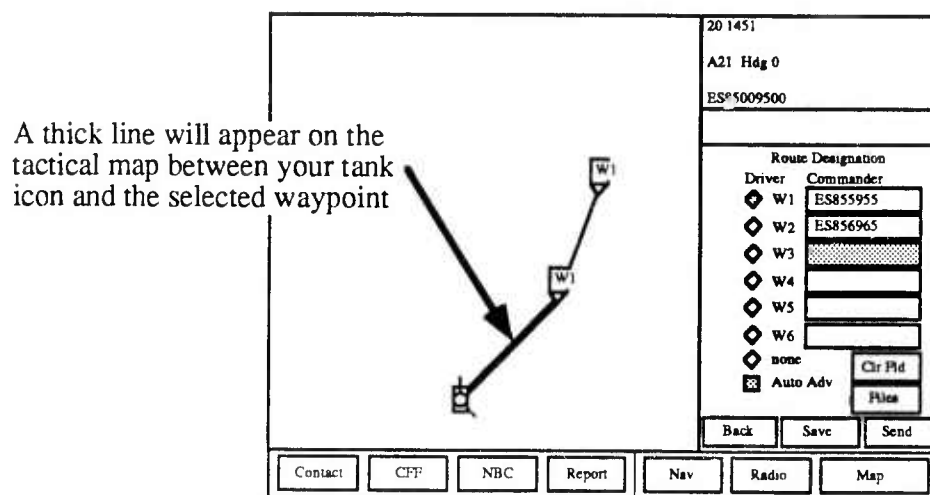 A thick line will appear on the
tactical map between your tank
icon and the selected waypoint
W1
W1
20 1451
A21 Hdg 0
ES85009500
Route Designation
Driver Commander
W1 ES855955
W2 ES856965
W3
W4
W5
W6
none
Auto Adv
Clr Fld
Files
Back Save Send
Contact CFF NBC Report Nav Radio Map